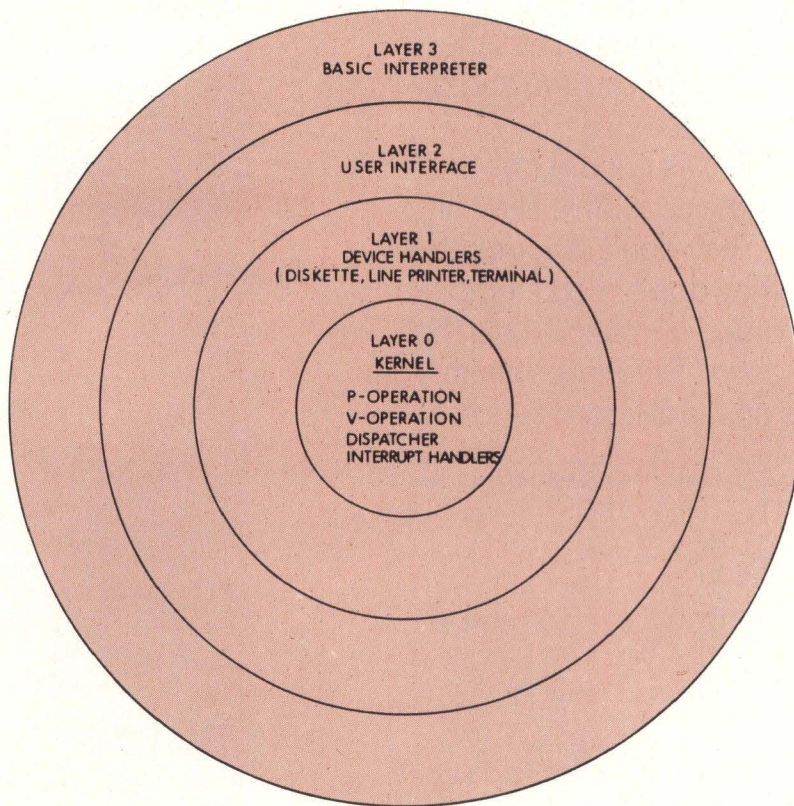 LAYER 3
BASIC INTERPRETER
LAYER 2
USER INTERFACE
LAYER 1
DEVICE HANDLERS
(DISKETTE, LINE PRINTER, TERMINAL)
LAYER 0
KERNEL
P-OPERATION
V-OPERATION
DISPATCHER
INTERRUPT HANDLERS